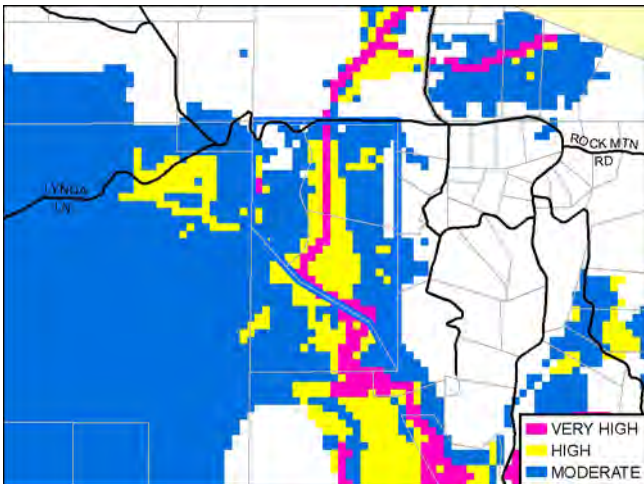 ROCK MTN
RD
LYNDA
LN
VERY HIGH
HIGH
MODERATE